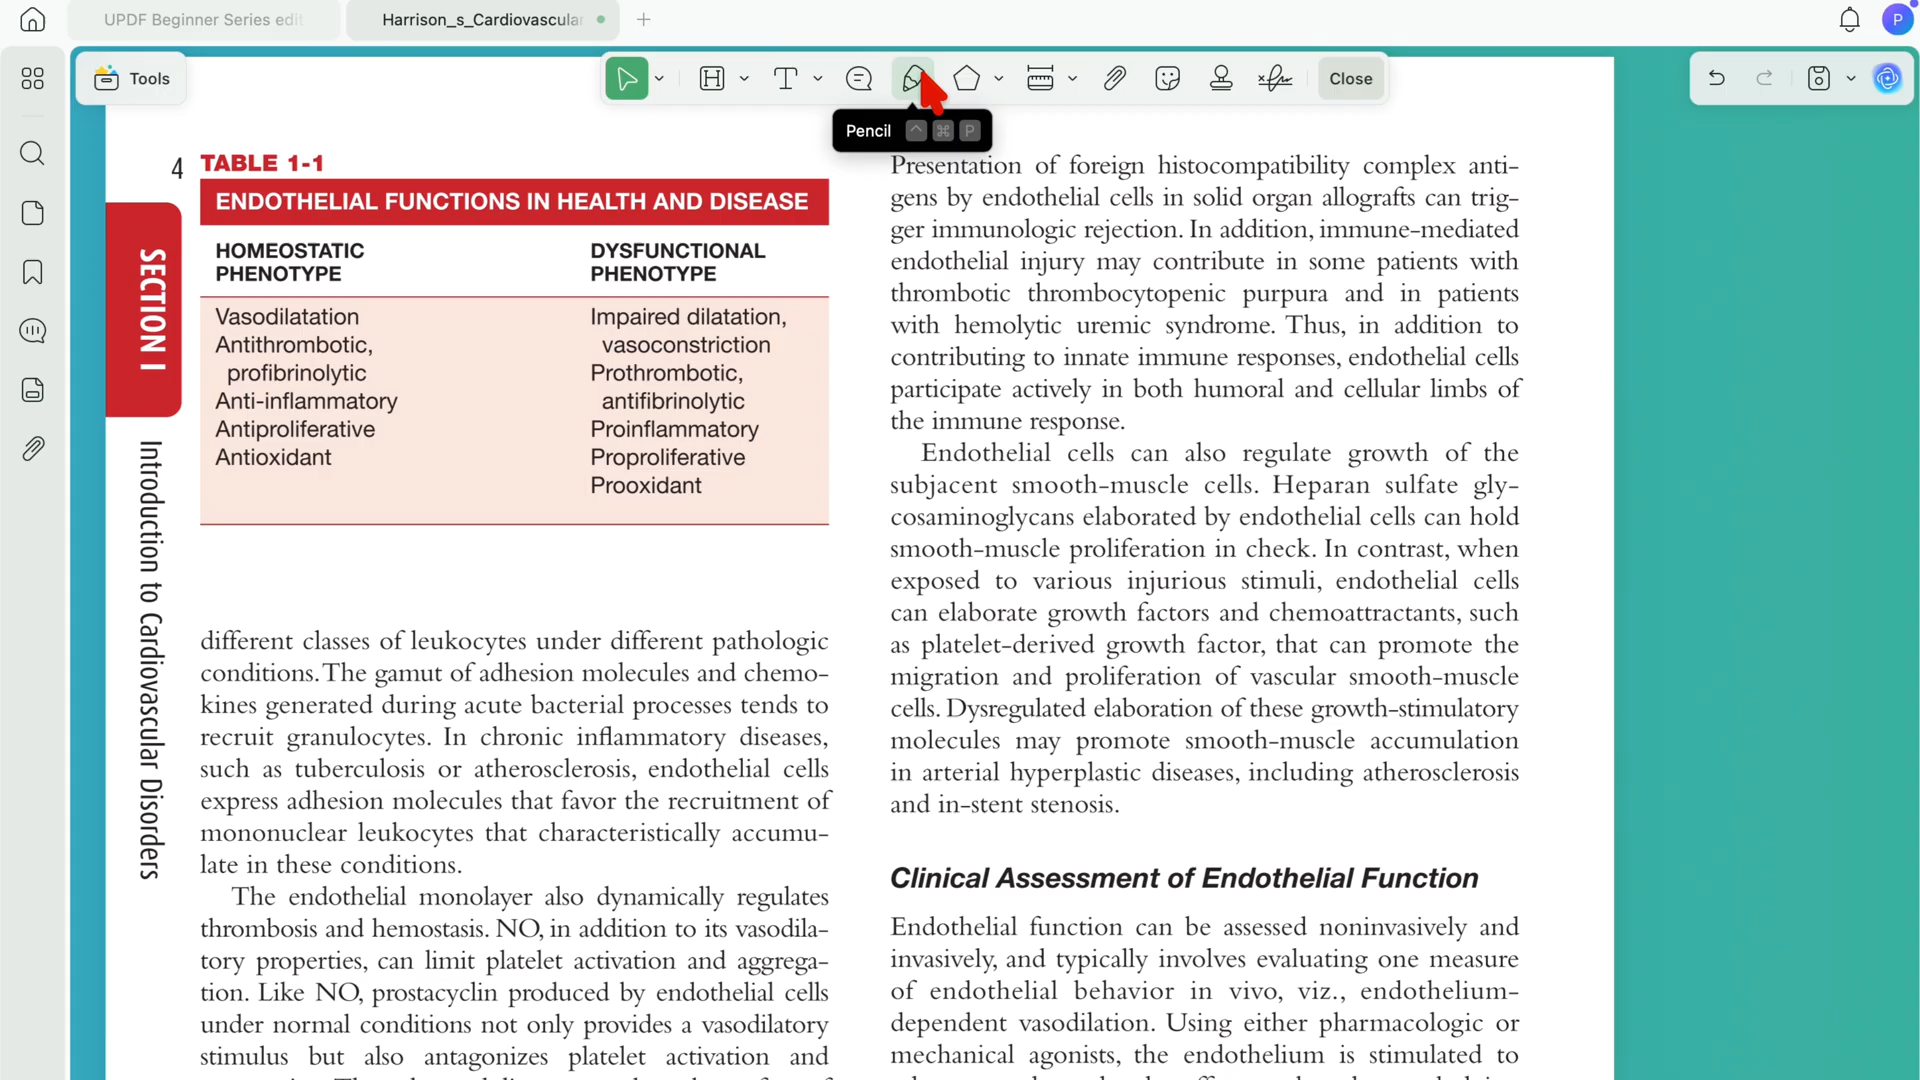 UPDF Beginner Series edit
Harrison_s_Cardiovascular
P
Tools
Close
Pencil ^ ⌘ P
4
SECTION I
Introduction to Cardiovascular Disorders
TABLE 1-1
ENDOTHELIAL FUNCTIONS IN HEALTH AND DISEASE
HOMEOSTATIC
PHENOTYPE
DYSFUNCTIONAL
PHENOTYPE
Vasodilatation
Antithrombotic,
profibrinolytic
Anti-inflammatory
Antiproliferative
Antioxidant
Impaired dilatation,
vasoconstriction
Prothrombotic,
antifibrinolytic
Proinflammatory
Proproliferative
Prooxidant
different classes of leukocytes under different pathologic
conditions. The gamut of adhesion molecules and chemo-
kines generated during acute bacterial processes tends to
recruit granulocytes. In chronic inflammatory diseases,
such as tuberculosis or atherosclerosis, endothelial cells
express adhesion molecules that favor the recruitment of
mononuclear leukocytes that characteristically accumu-
late in these conditions.
The endothelial monolayer also dynamically regulates
thrombosis and hemostasis. NO, in addition to its vasodila-
tory properties, can limit platelet activation and aggrega-
tion. Like NO, prostacyclin produced by endothelial cells
under normal conditions not only provides a vasodilatory
stimulus but also antagonizes platelet activation and
Presentation of foreign histocompatibility complex anti-
gens by endothelial cells in solid organ allografts can trig-
ger immunologic rejection. In addition, immune-mediated
endothelial injury may contribute in some patients with
thrombotic thrombocytopenic purpura and in patients
with hemolytic uremic syndrome. Thus, in addition to
contributing to innate immune responses, endothelial cells
participate actively in both humoral and cellular limbs of
the immune response.
Endothelial cells can also regulate growth of the
subjacent smooth-muscle cells. Heparan sulfate gly-
cosaminoglycans elaborated by endothelial cells can hold
smooth-muscle proliferation in check. In contrast, when
exposed to various injurious stimuli, endothelial cells
can elaborate growth factors and chemoattractants, such
as platelet-derived growth factor, that can promote the
migration and proliferation of vascular smooth-muscle
cells. Dysregulated elaboration of these growth-stimulatory
molecules may promote smooth-muscle accumulation
in arterial hyperplastic diseases, including atherosclerosis
and in-stent stenosis.
Clinical Assessment of Endothelial Function
Endothelial function can be assessed noninvasively and
invasively, and typically involves evaluating one measure
of endothelial behavior in vivo, viz., endothelium-
dependent vasodilation. Using either pharmacologic or
mechanical agonists, the endothelium is stimulated to